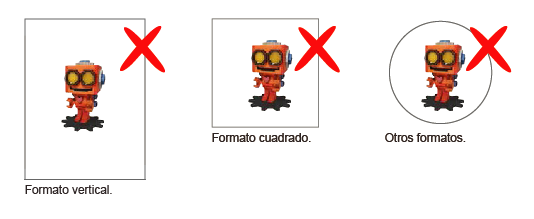 Formato cuadrado.
Otros formatos.
Formato vertical.